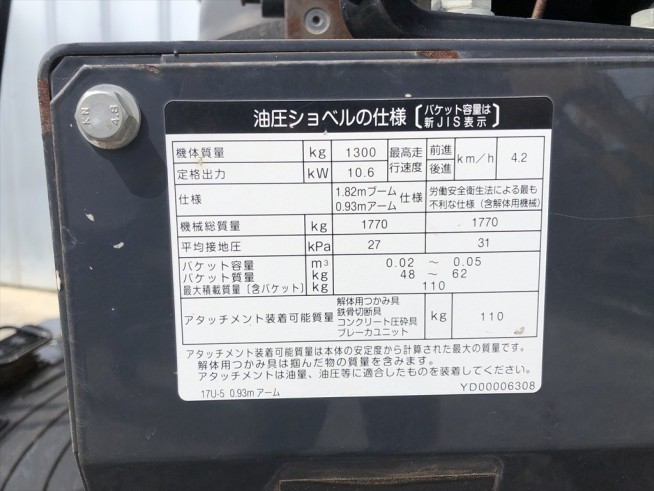 KN 4.8
油圧ショベルの仕様〔バケット容量は新JIS表示〕
機体質量 kg 1300 最高走行速度 前進 後進 km/h 4.2
定格出力 kW 10.6
仕様 1.82mブーム 0.93mアーム 仕様 労働安全衛生法による最も不利な仕様（含解体用機械）
機械総質量 kg 1770 1770
平均接地圧 kPa 27 31
バケット容量 m³ 0.02 ～ 0.05
バケット質量 kg 48 ～ 62
最大積載質量〔含バケット〕 kg 110
アタッチメント装着可能質量 解体用つかみ具 鉄骨切断具 コンクリート圧砕具 ブレーカユニット kg 110
アタッチメント装着可能質量は本体の安定度から計算された最大の質量です。
解体用つかみ具は掴んだ物の質量を含みます。
アタッチメントは油量、油圧等に適合したものを装着してください。
17U-5 0.93mアーム YD00006308